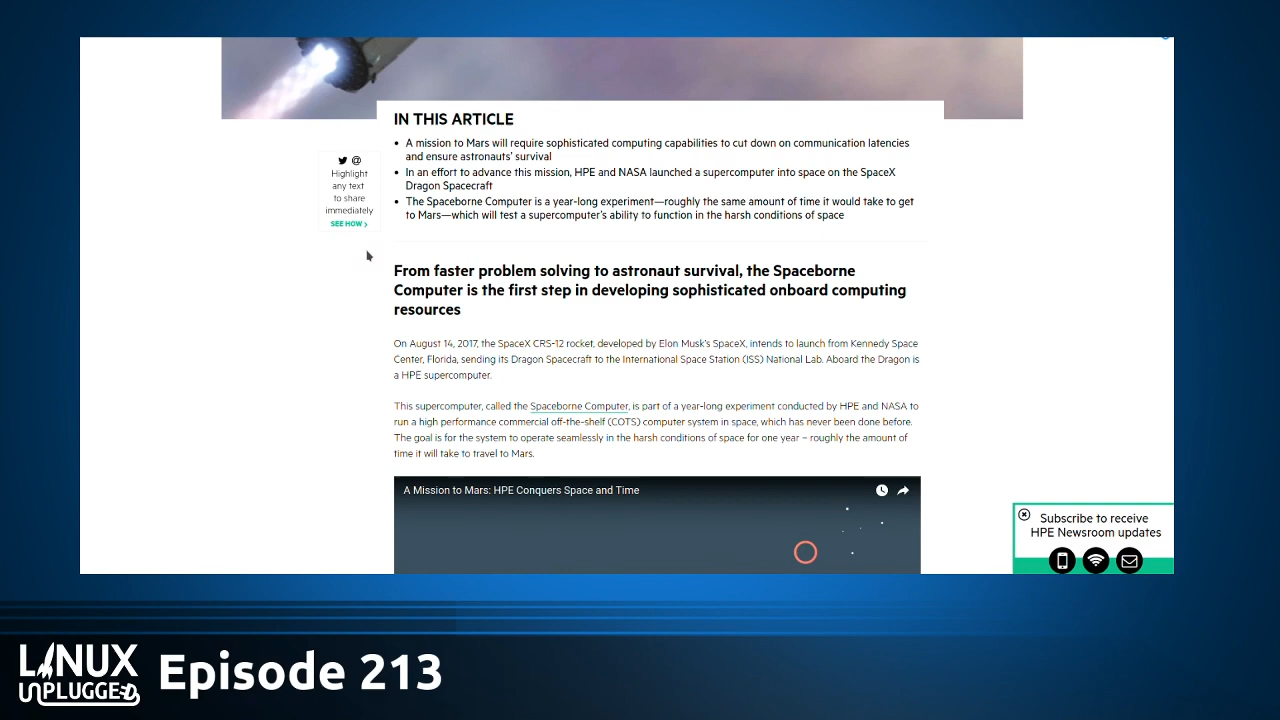 IN THIS ARTICLE
• A mission to Mars will require sophisticated computing capabilities to cut down on communication latencies
and ensure astronauts' survival
• In an effort to advance this mission, HPE and NASA launched a supercomputer into space on the SpaceX
Dragon Spacecraft
• The Spaceborne Computer is a year-long experiment—roughly the same amount of time it would take to get
to Mars—which will test a supercomputer's ability to function in the harsh conditions of space
Highlight
any text
to share
immediately
SEE HOW >
From faster problem solving to astronaut survival, the Spaceborne
Computer is the first step in developing sophisticated onboard computing
resources
On August 14, 2017, the SpaceX CRS-12 rocket, developed by Elon Musk's SpaceX, intends to launch from Kennedy Space
Center, Florida, sending its Dragon Spacecraft to the International Space Station (ISS) National Lab. Aboard the Dragon is
a HPE supercomputer.
This supercomputer, called the Spaceborne Computer, is part of a year-long experiment conducted by HPE and NASA to
run a high performance commercial off-the-shelf (COTS) computer system in space, which has never been done before.
The goal is for the system to operate seamlessly in the harsh conditions of space for one year – roughly the amount of
time it will take to travel to Mars.
A Mission to Mars: HPE Conquers Space and Time
Subscribe to receive
HPE Newsroom updates
LINUX
UNPLUGGED
Episode 213